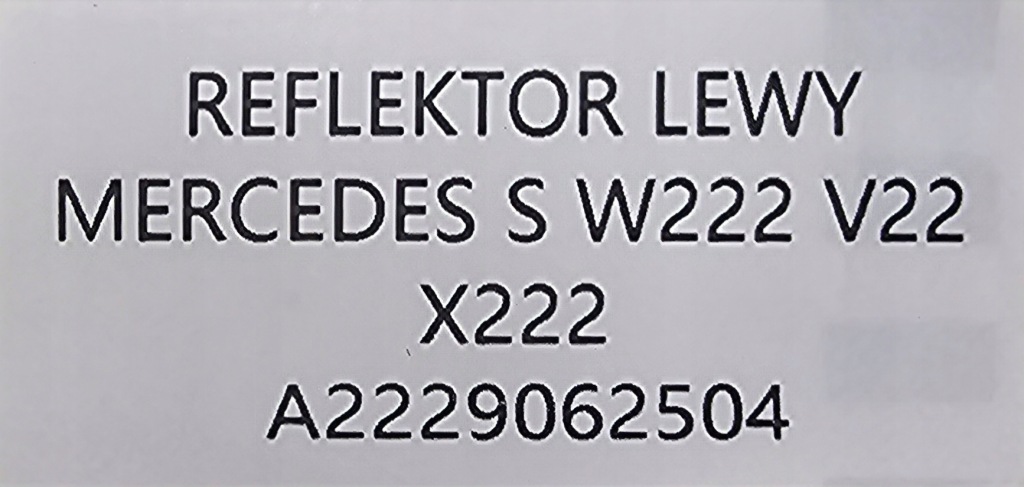 REFLEKTOR LEWY
MERCEDES S W222 V22
X222
A2229062504